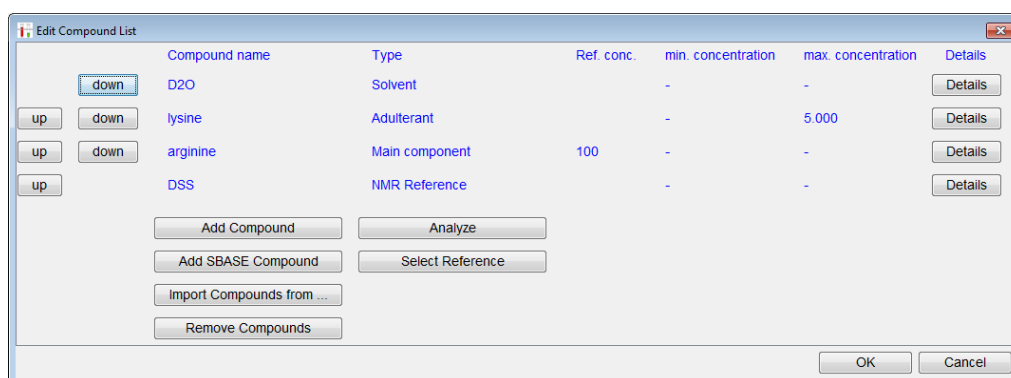 Edit Compound List
Compound name Type Ref. conc. min. concentration max. concentration Details
down D2O Solvent - - Details
up down lysine Adulterant - 5.000 Details
up down arginine Main component 100 - - Details
up DSS NMR Reference - - Details
Add Compound Analyze
Add SBASE Compound Select Reference
Import Compounds from ...
Remove Compounds
OK Cancel